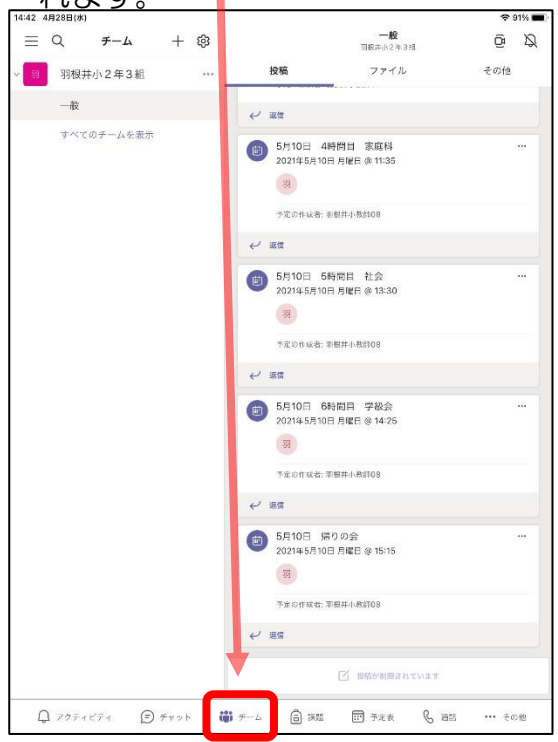 れます。
14:42 4月28日(水)
91%
チーム
一般
羽根井小2年3組
羽 羽根井小2年3組 ...
投稿 ファイル その他
一般
すべてのチームを表示
返信
5月10日 4時間目 家庭科 ...
2021年5月10日 月曜日 @ 11:35
羽
予定の作成者: 羽根井小教師08
返信
5月10日 5時間目 社会 ...
2021年5月10日 月曜日 @ 13:30
羽
予定の作成者: 羽根井小教師08
返信
5月10日 6時間目 学級会 ...
2021年5月10日 月曜日 @ 14:25
羽
予定の作成者: 羽根井小教師08
返信
5月10日 帰りの会 ...
2021年5月10日 月曜日 @ 15:15
羽
予定の作成者: 羽根井小教師08
返信
投稿が制限されています
アクティビティ チャット チーム 課題 予定表 通話 ... その他